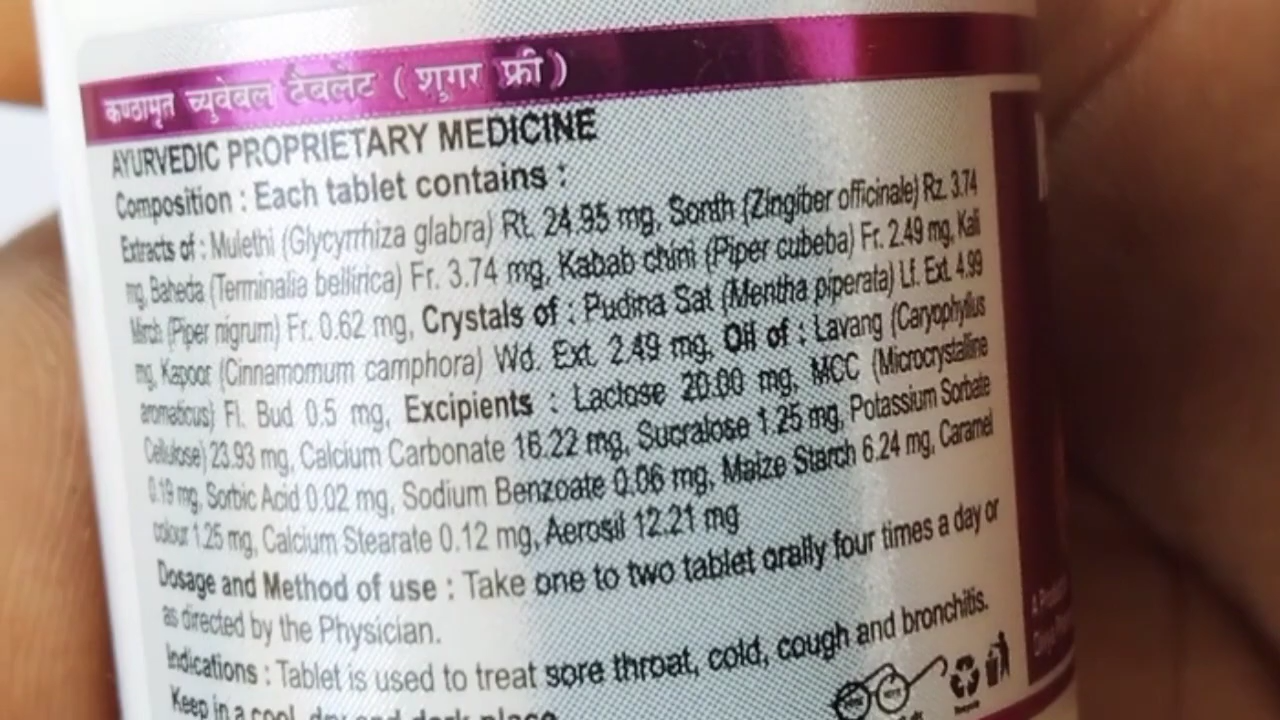 कण्ठामृत च्युवेबल टैबलेट ( शुगर फ्री )
AYURVEDIC PROPRIETARY MEDICINE
Composition : Each tablet contains :
Extracts of : Mulethi (Glycyrrhiza glabra) Rt. 24.95 mg, Sonth (Zingiber officinale) Rz. 3.74
mg, Baheda (Terminalia bellirica) Fr. 3.74 mg, Kabab chini (Piper cubeba) Fr. 2.49 mg, Kali
Mirch (Piper nigrum) Fr. 0.62 mg, Crystals of : Pudina Sat (Mentha piperata) Lf. Ext. 4.99
mg, Kapoor (Cinnamomum camphora) Wd. Ext. 2.49 mg, Oil of : Lavang (Caryophyllus
aromaticus) Fl. Bud 0.5 mg, Excipients : Lactose 20.00 mg, MCC (Microcrystalline
Cellulose) 23.93 mg, Calcium Carbonate 16.22 mg, Sucralose 1.25 mg, Potassium Sorbate
0.19 mg, Sorbic Acid 0.02 mg, Sodium Benzoate 0.06 mg, Maize Starch 6.24 mg, Caramel
colour 1.25 mg, Calcium Stearate 0.12 mg, Aerosil 12.21 mg
Dosage and Method of use : Take one to two tablet orally four times a day or
as directed by the Physician.
Indications : Tablet is used to treat sore throat, cold, cough and bronchitis.
Keep in a cool, dry and dark place